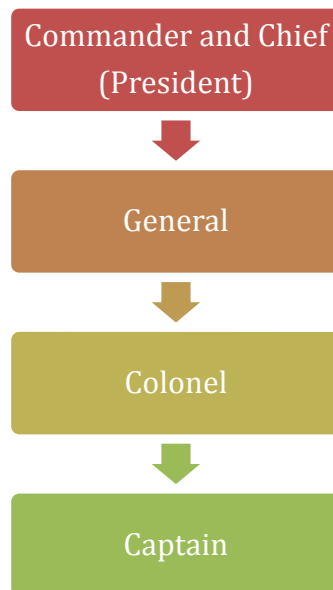 Commander and Chief
(President)
General
Colonel
Captain